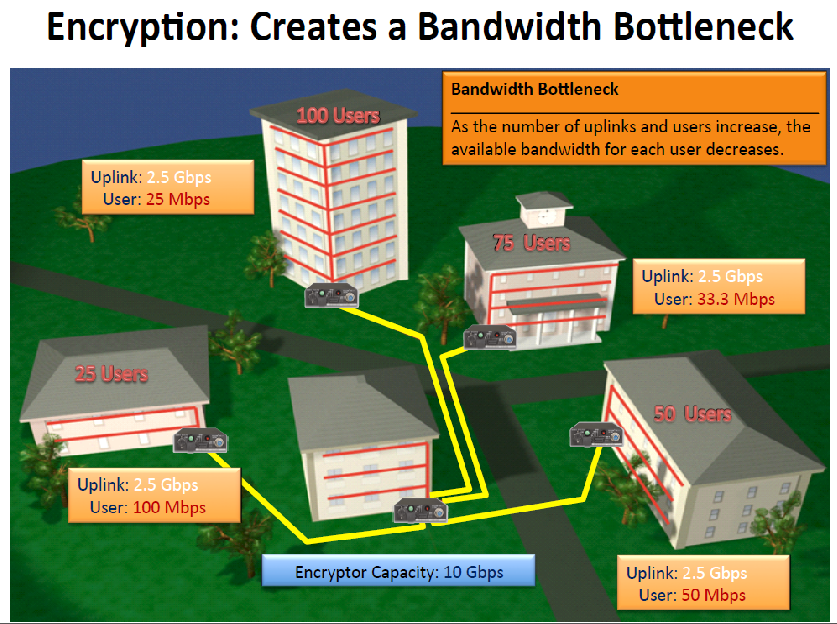 Encryption: Creates a Bandwidth Bottleneck
Bandwidth Bottleneck
As the number of uplinks and users increase, the
available bandwidth for each user decreases.
100 Users
Uplink: 2.5 Gbps
User: 25 Mbps
75 Users
Uplink: 2.5 Gbps
User: 33.3 Mbps
25 Users
50 Users
Uplink: 2.5 Gbps
User: 100 Mbps
Encryptor Capacity: 10 Gbps
Uplink: 2.5 Gbps
User: 50 Mbps